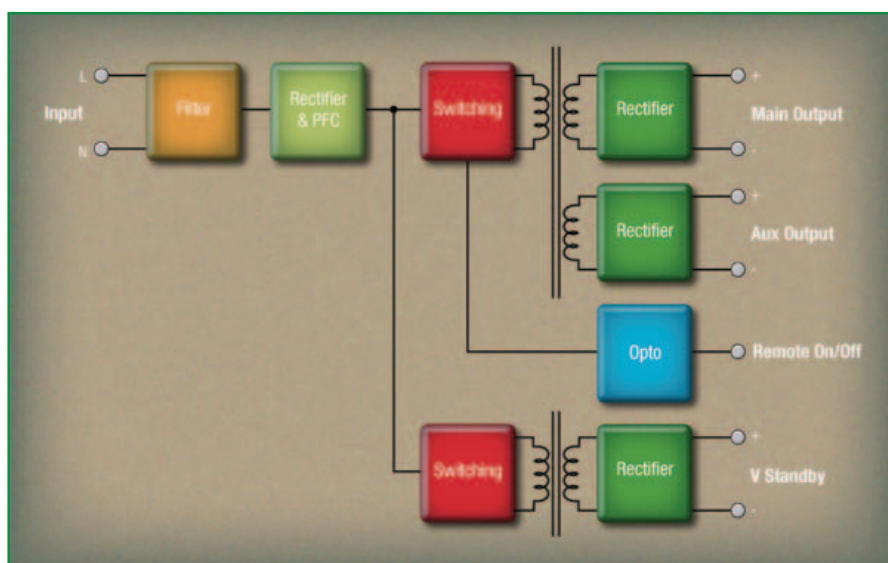 L
Input
N
Filter
Rectifier
& PFC
Switching
Rectifier
+
Main Output
-
Rectifier
+
Aux Output
-
Opto
Remote On/Off
Switching
Rectifier
+
V Standby
-